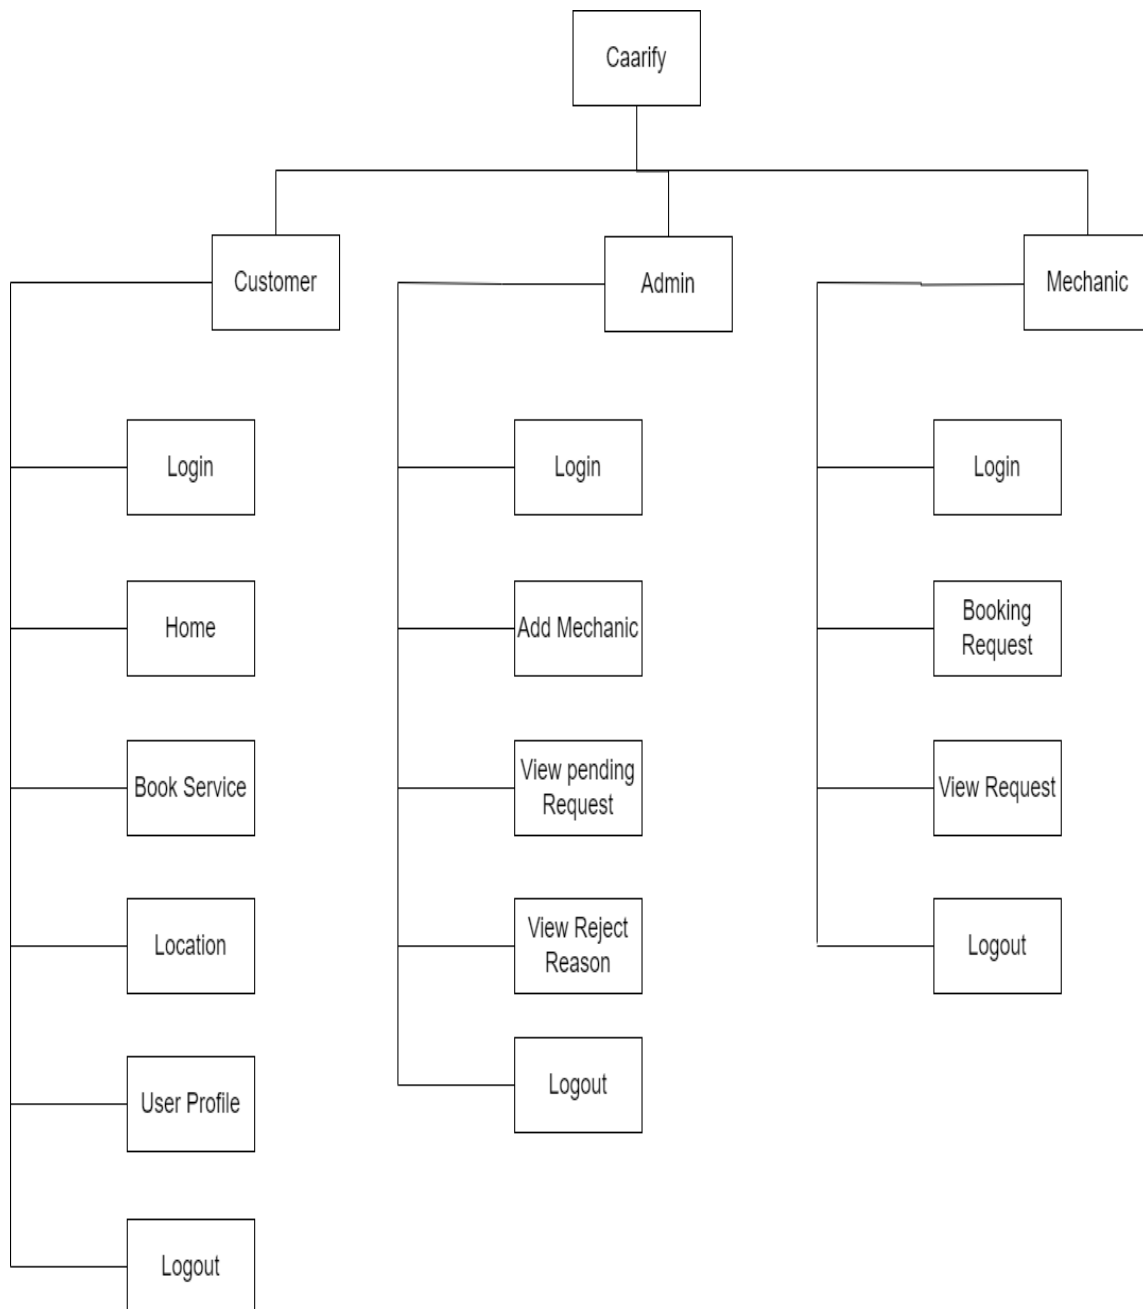 Caarify
Customer
Admin
Mechanic
Login
Login
Login
Home
Add Mechanic
Booking
Request
Book Service
View pending
Request
View Request
Location
View Reject
Reason
Logout
User Profile
Logout
Logout